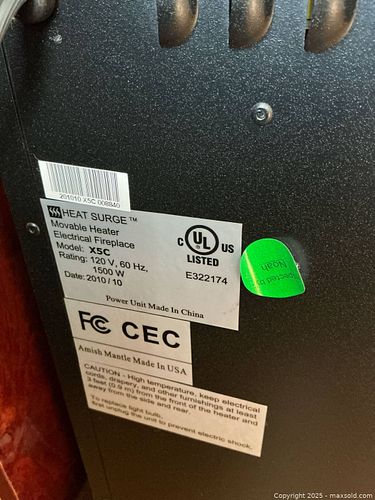 201010 X5C 008840
HEAT SURGE™
Movable Heater
Electrical Fireplace
Model: X5C
Rating: 120 V, 60 Hz,
1500 W
Date: 2010 / 10
C UL US
LISTED
E322174
Power Unit Made In China
Noah
FC CEC
Amish Mantle Made In USA
CAUTION - High temperature, keep electrical
cords, drapery, and other furnishings at least
3 feet (0.9 m) from the front of the heater and
away from the side and rear.
To replace light bulb,
first unplug the unit to prevent electric shock.
Copyright 2025 - maxsold.com